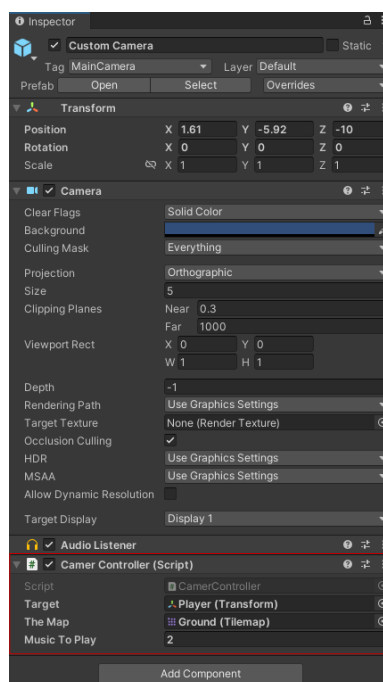 Inspector
Custom Camera Static
Tag MainCamera Layer Default
Prefab Open Select Overrides
Transform
Position X 1.61 Y -5.92 Z -10
Rotation X 0 Y 0 Z 0
Scale X 1 Y 1 Z 1
Camera
Clear Flags Solid Color
Background
Culling Mask Everything
Projection Orthographic
Size 5
Clipping Planes Near 0.3
Far 1000
Viewport Rect X 0 Y 0
W 1 H 1
Depth -1
Rendering Path Use Graphics Settings
Target Texture None (Render Texture)
Occlusion Culling
HDR Use Graphics Settings
MSAA Use Graphics Settings
Allow Dynamic Resolution
Target Display Display 1
Audio Listener
# Camer Controller (Script)
Script CamerController
Target Player (Transform)
The Map Ground (Tilemap)
Music To Play 2
Add Component